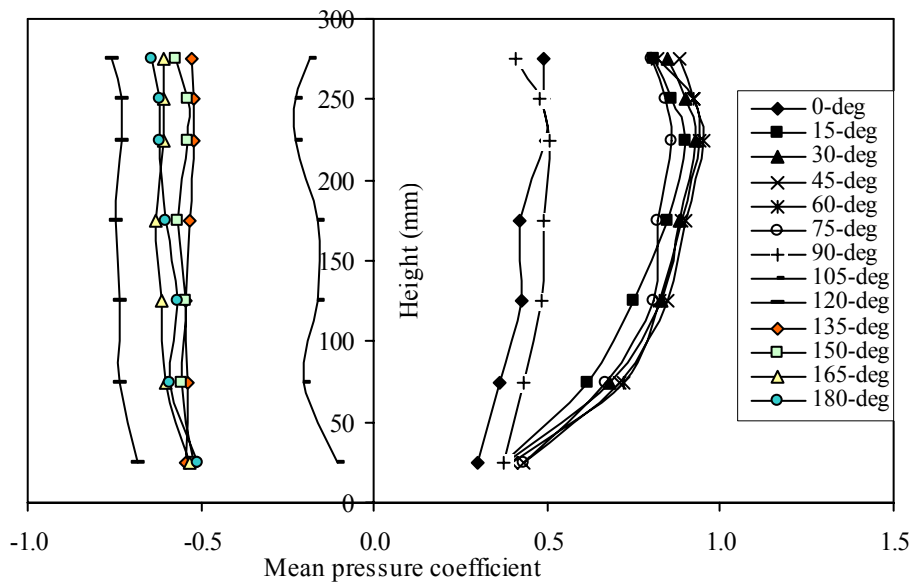 300
250
200
150
100
50
0
Height (mm)
-1.0
-0.5
0.0
0.5
1.0
1.5
Mean pressure coefficient
0-deg
15-deg
30-deg
45-deg
60-deg
75-deg
90-deg
105-deg
120-deg
135-deg
150-deg
165-deg
180-deg